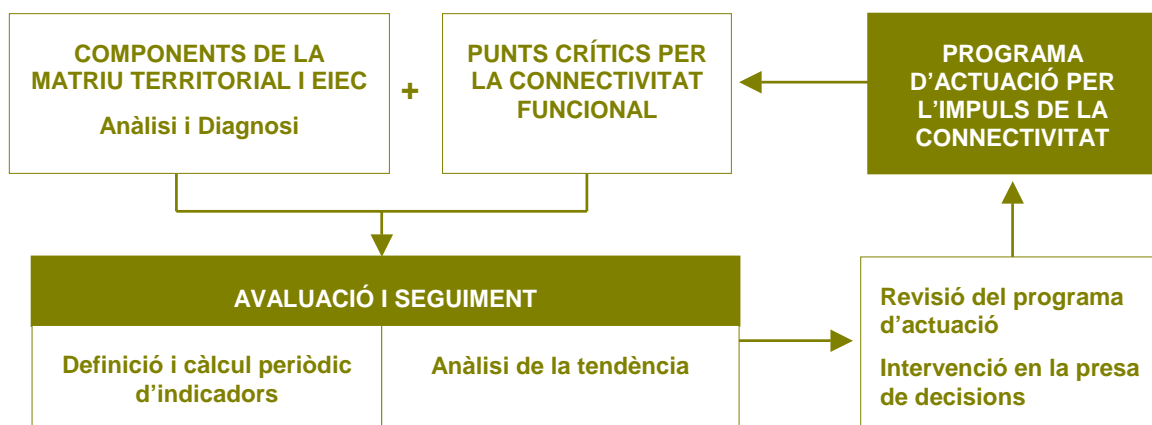 COMPONENTS DE LA
MATRIU TERRITORIAL I EIEC
Anàlisi i Diagnosi
+
PUNTS CRÍTICS PER
LA CONNECTIVITAT
FUNCIONAL
PROGRAMA
D’ACTUACIÓ PER
L’IMPULS DE LA
CONNECTIVITAT
AVALUACIÓ I SEGUIMENT
Definició i càlcul periòdic
d’indicadors
Anàlisi de la tendència
Revisió del programa
d’actuació
Intervenció en la presa
de decisions